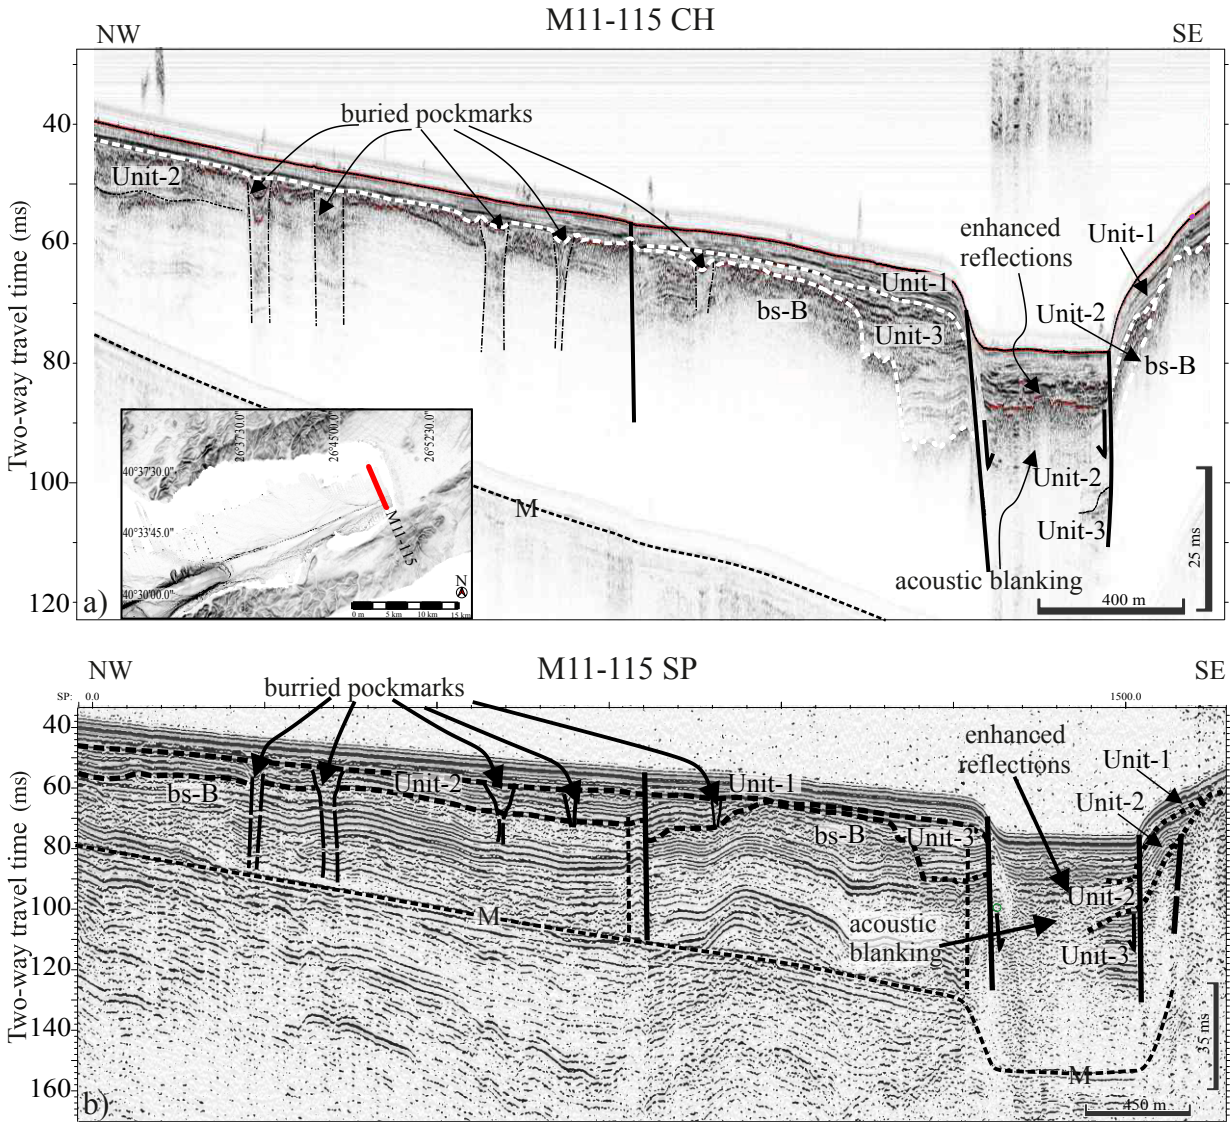 M11-115 CH
NW
SE
buried pockmarks
40
Unit-2
60
enhanced
reflections
Unit-1
Unit-1
Unit-2
bs-B
Unit-3
bs-B
80
Two-way travel time (ms)
26°37'30.0"
26°45'00.0"
26°52'30.0"
40°37'30.0"
40°33'45.0"
40°30'00.0"
M11-115
N
0 m 5 km 10 km 15 km
100
M
Unit-2
Unit-3
acoustic blanking
25 ms
400 m
120
a)
M11-115 SP
NW
SE
SP: 0.0
1500.0
burried pockmarks
40
enhanced
reflections
Unit-1
Unit-2
60
bs-B
Unit-2
Unit-1
bs-B
Unit-3
80
Two-way travel time (ms)
100
M
Unit-2
acoustic
blanking
Unit-3
120
140
35 ms
160
M
450 m
b)